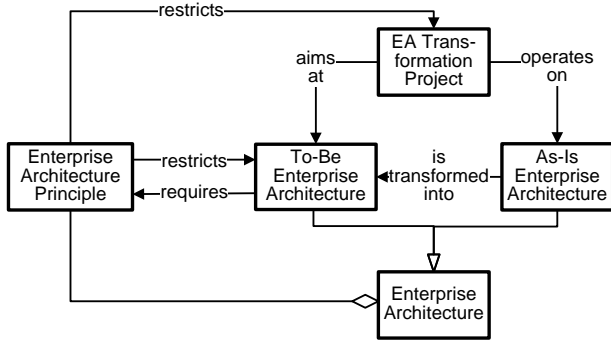 restricts
EA Trans-
formation
Project
aims
at
operates
on
Enterprise
Architecture
Principle
restricts
requires
To-Be
Enterprise
Architecture
is
transformed
into
As-Is
Enterprise
Architecture
Enterprise
Architecture